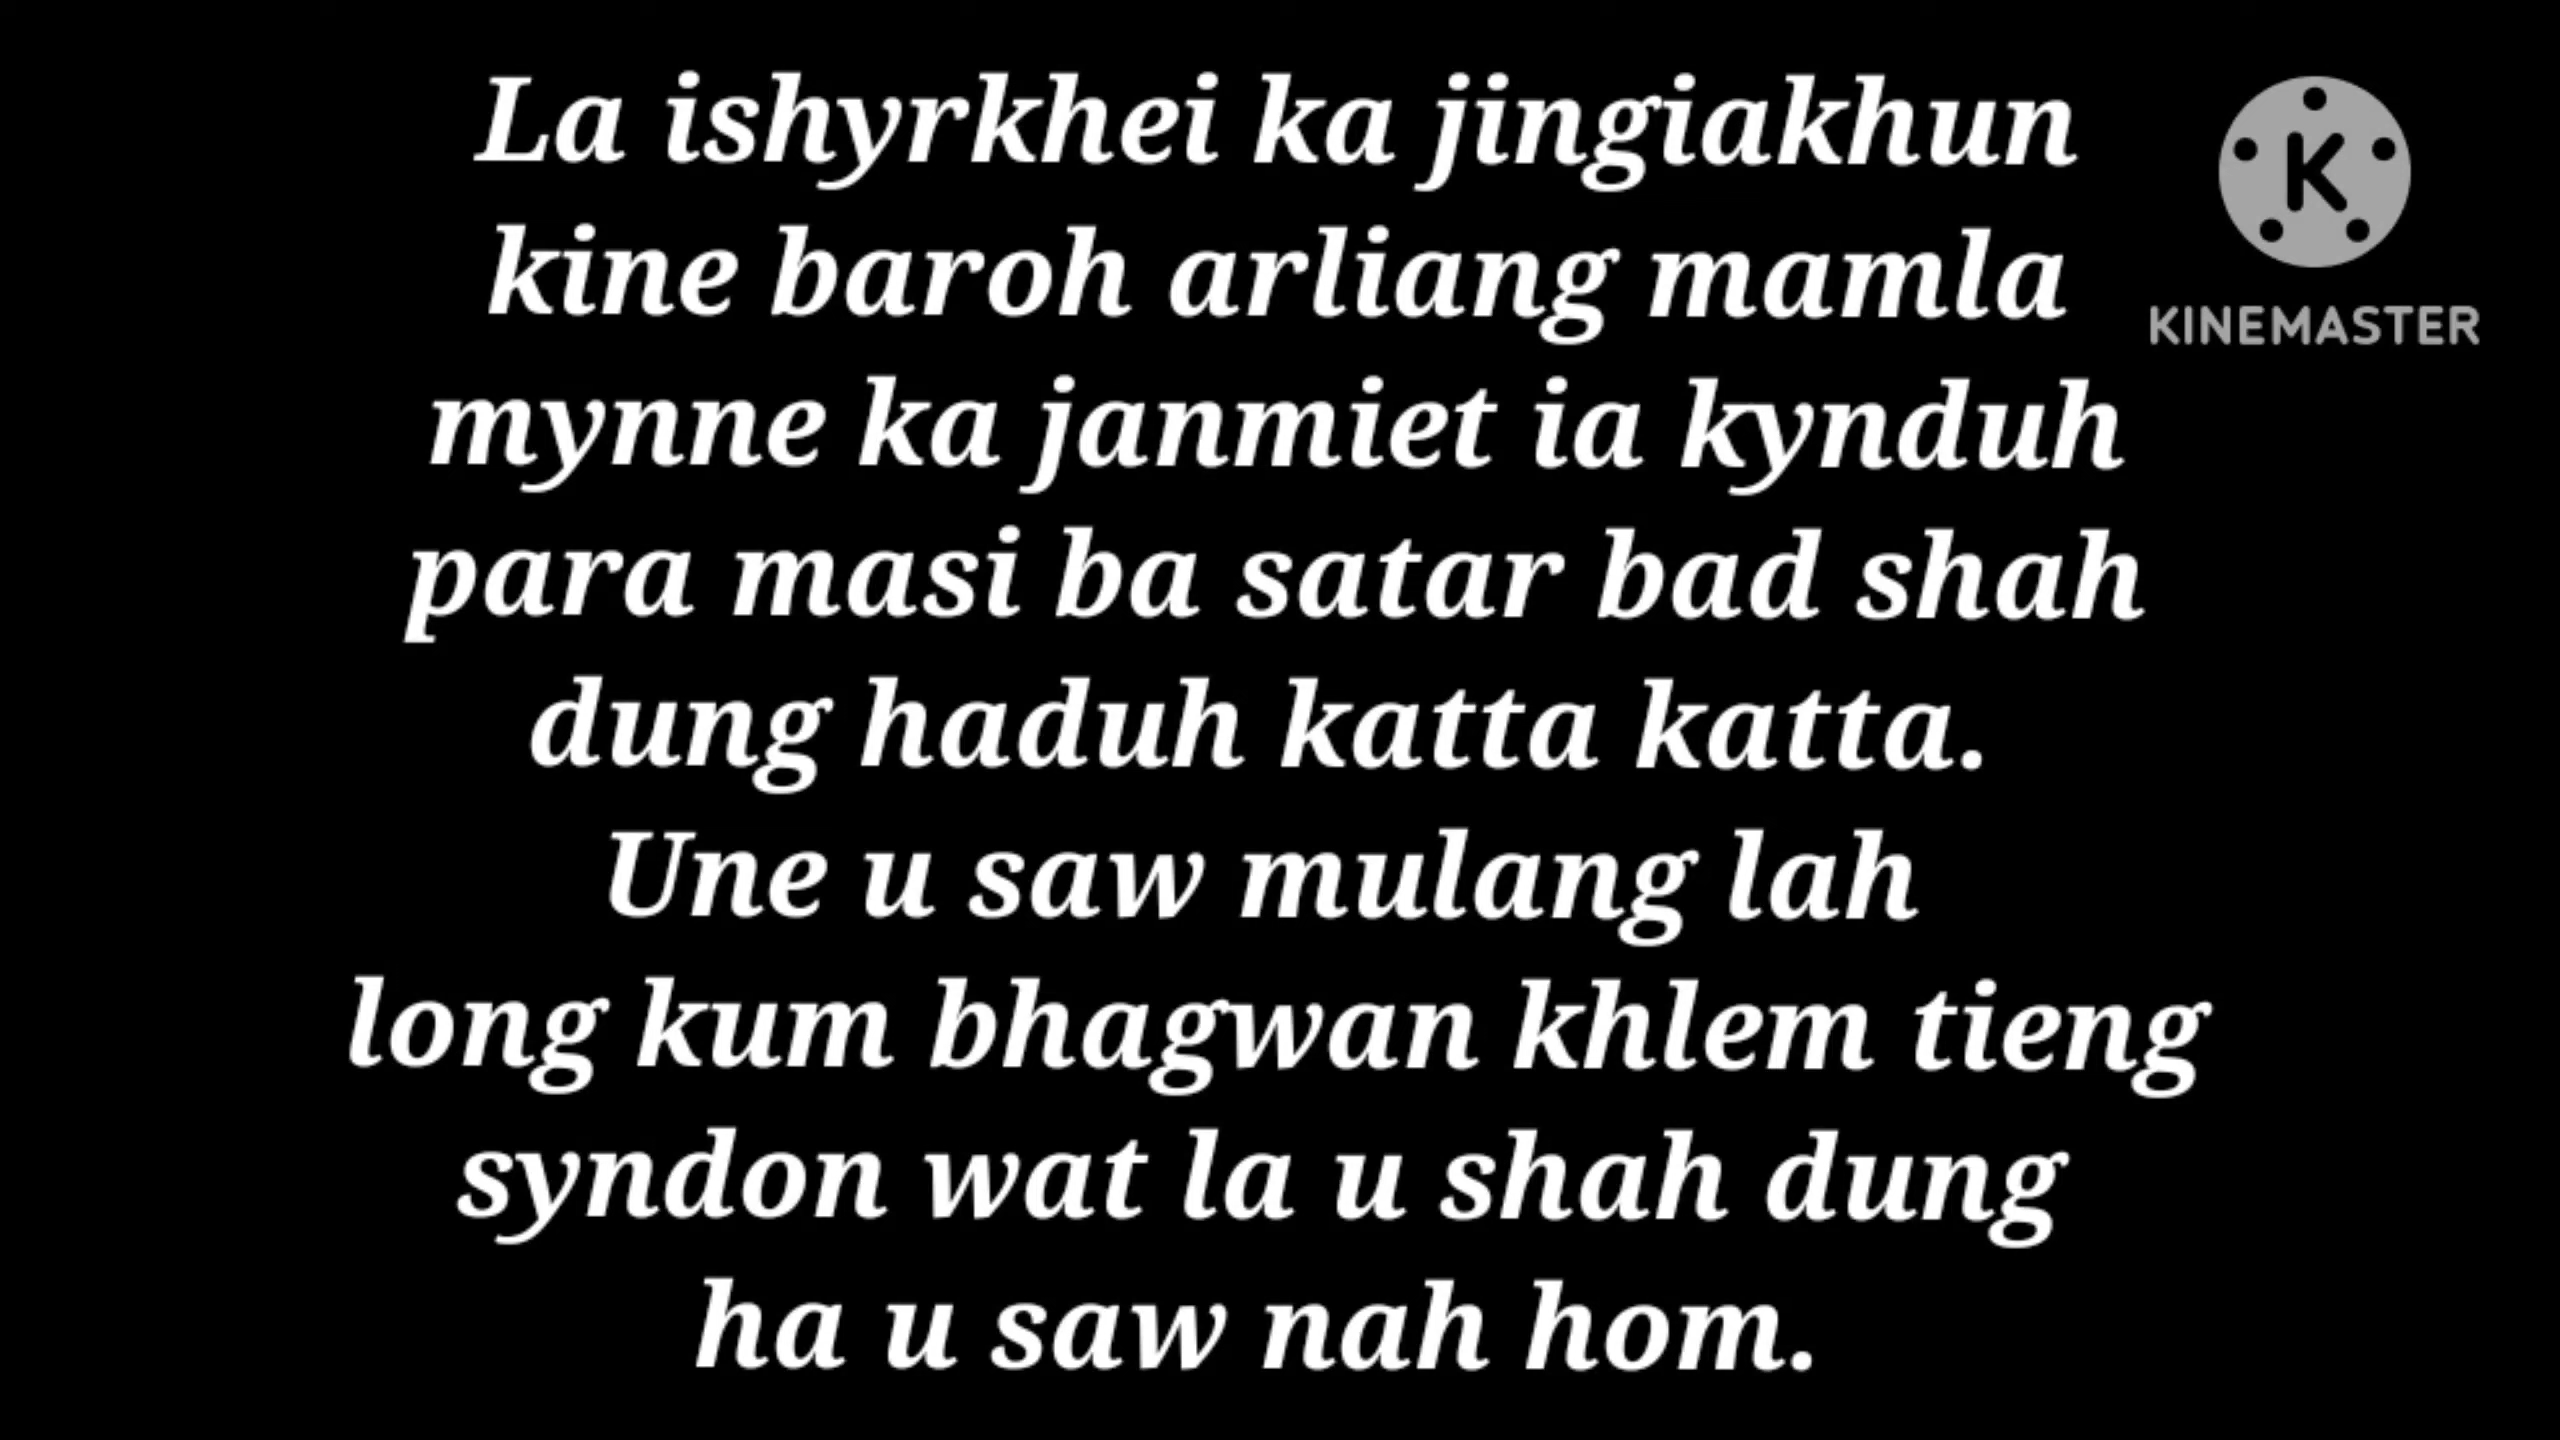 La ishyrkhei ka jingiakhun
kine baroh arliang mamla
mynne ka janmiet ia kynduh
para masi ba satar bad shah
dung haduh katta katta.
Une u saw mulang lah
long kum bhagwan khlem tieng
syndon wat la u shah dung
ha u saw nah hom.
K
KINEMASTER